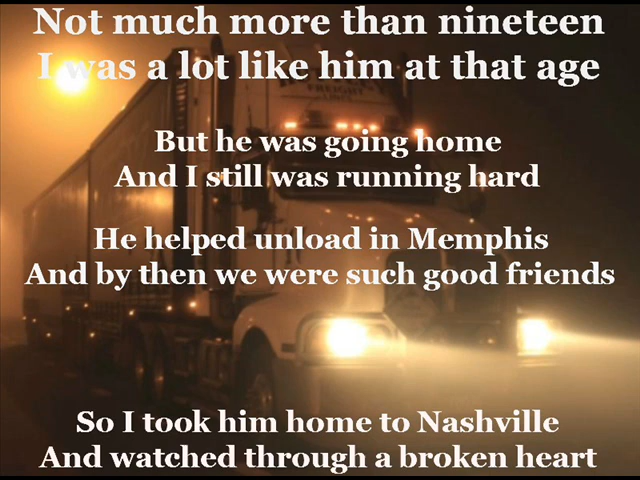 Not much more than nineteen
I was a lot like him at that age
FREIGHT
But he was going home
And I still was running hard
He helped unload in Memphis
And by then we were such good friends
So I took him home to Nashville
And watched through a broken heart